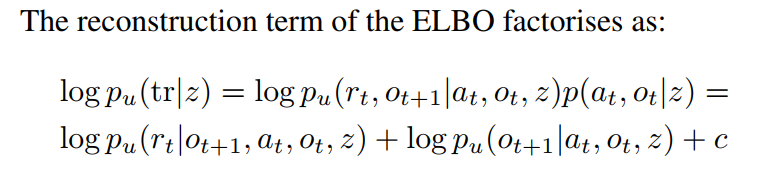 The reconstruction term of the ELBO factorises as:
log p_u(tr|z) = log p_u(r_t, o_{t+1}|a_t, o_t, z)p(a_t, o_t|z) =
log p_u(r_t|o_{t+1}, a_t, o_t, z) + log p_u(o_{t+1}|a_t, o_t, z) + c